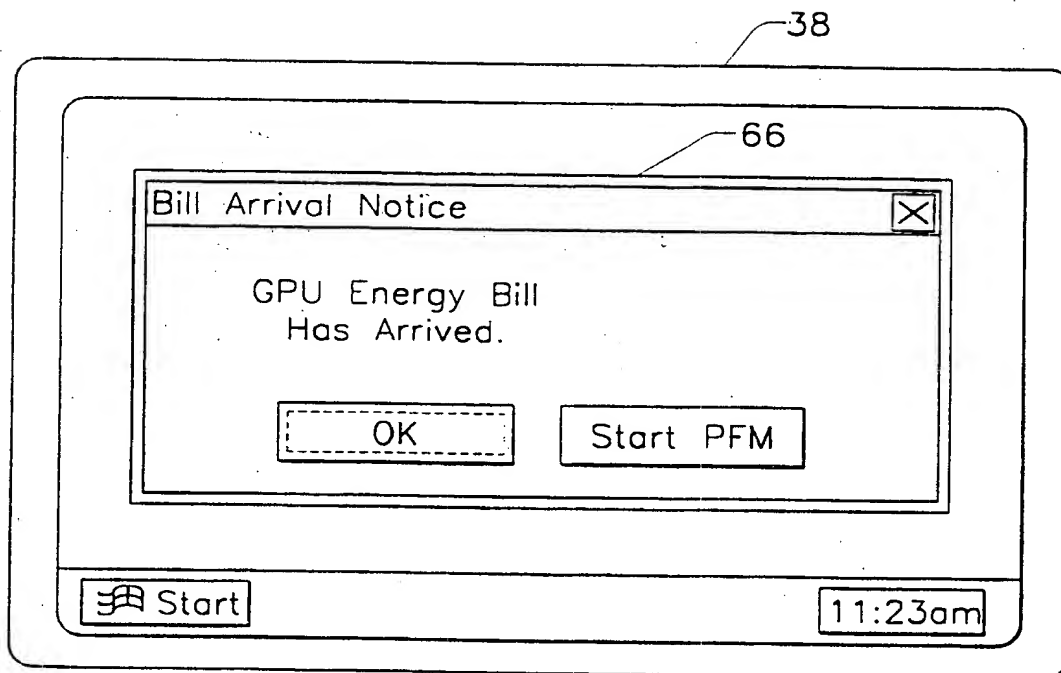 38
66
Bill Arrival Notice
GPU Energy Bill
Has Arrived.
OK
Start PFM
Start
11:23am